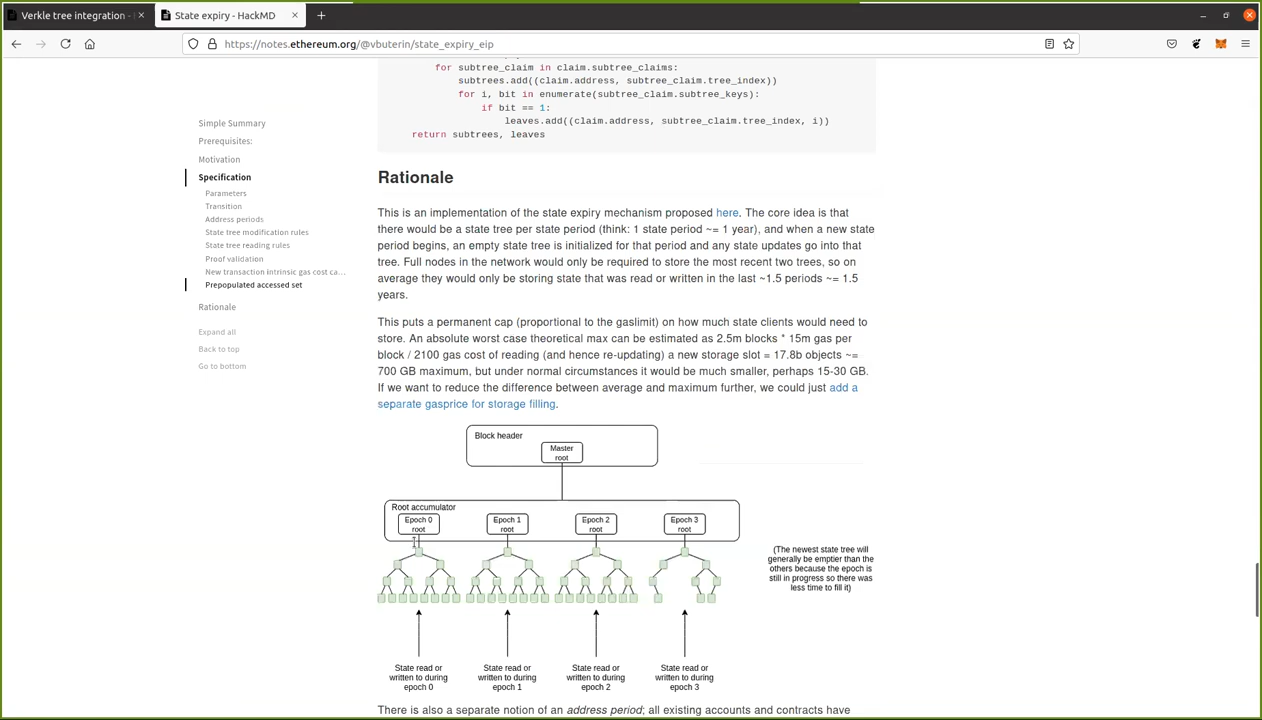 Verkle tree integration -
State expiry - HackMD
https://notes.ethereum.org/@vbuterin/state_expiry_eip
for subtree_claim in claim.subtree_claims:
subtrees.add((claim.address, subtree_claim.tree_index))
for i, bit in enumerate(subtree_claim.subtree_keys):
if bit == 1:
leaves.add((claim.address, subtree_claim.tree_index, i))
return subtrees, leaves
Simple Summary
Prerequisites:
Motivation
Specification
Parameters
Transition
Address periods
State tree modification rules
State tree reading rules
Proof validation
New transaction intrinsic gas cost ca...
Prepopulated accessed set
Rationale
Expand all
Back to top
Go to bottom
Rationale
This is an implementation of the state expiry mechanism proposed here. The core idea is that
there would be a state tree per state period (think: 1 state period ~= 1 year), and when a new state
period begins, an empty state tree is initialized for that period and any state updates go into that
tree. Full nodes in the network would only be required to store the most recent two trees, so on
average they would only be storing state that was read or written in the last ~1.5 periods ~= 1.5
years.
This puts a permanent cap (proportional to the gaslimit) on how much state clients would need to
store. An absolute worst case theoretical max can be estimated as 2.5m blocks * 15m gas per
block / 2100 gas cost of reading (and hence re-updating) a new storage slot = 17.8b objects ~=
700 GB maximum, but under normal circumstances it would be much smaller, perhaps 15-30 GB.
If we want to reduce the difference between average and maximum further, we could just add a
separate gasprice for storage filling.
Block header
Master
root
Root accumulator
Epoch 0
root
Epoch 1
root
Epoch 2
root
Epoch 3
root
(The newest state tree will
generally be emptier than the
others because the epoch is
still in progress so there was
less time to fill it)
State read or
written to during
epoch 0
State read or
written to during
epoch 1
State read or
written to during
epoch 2
State read or
written to during
epoch 3
There is also a separate notion of an address period; all existing accounts and contracts have